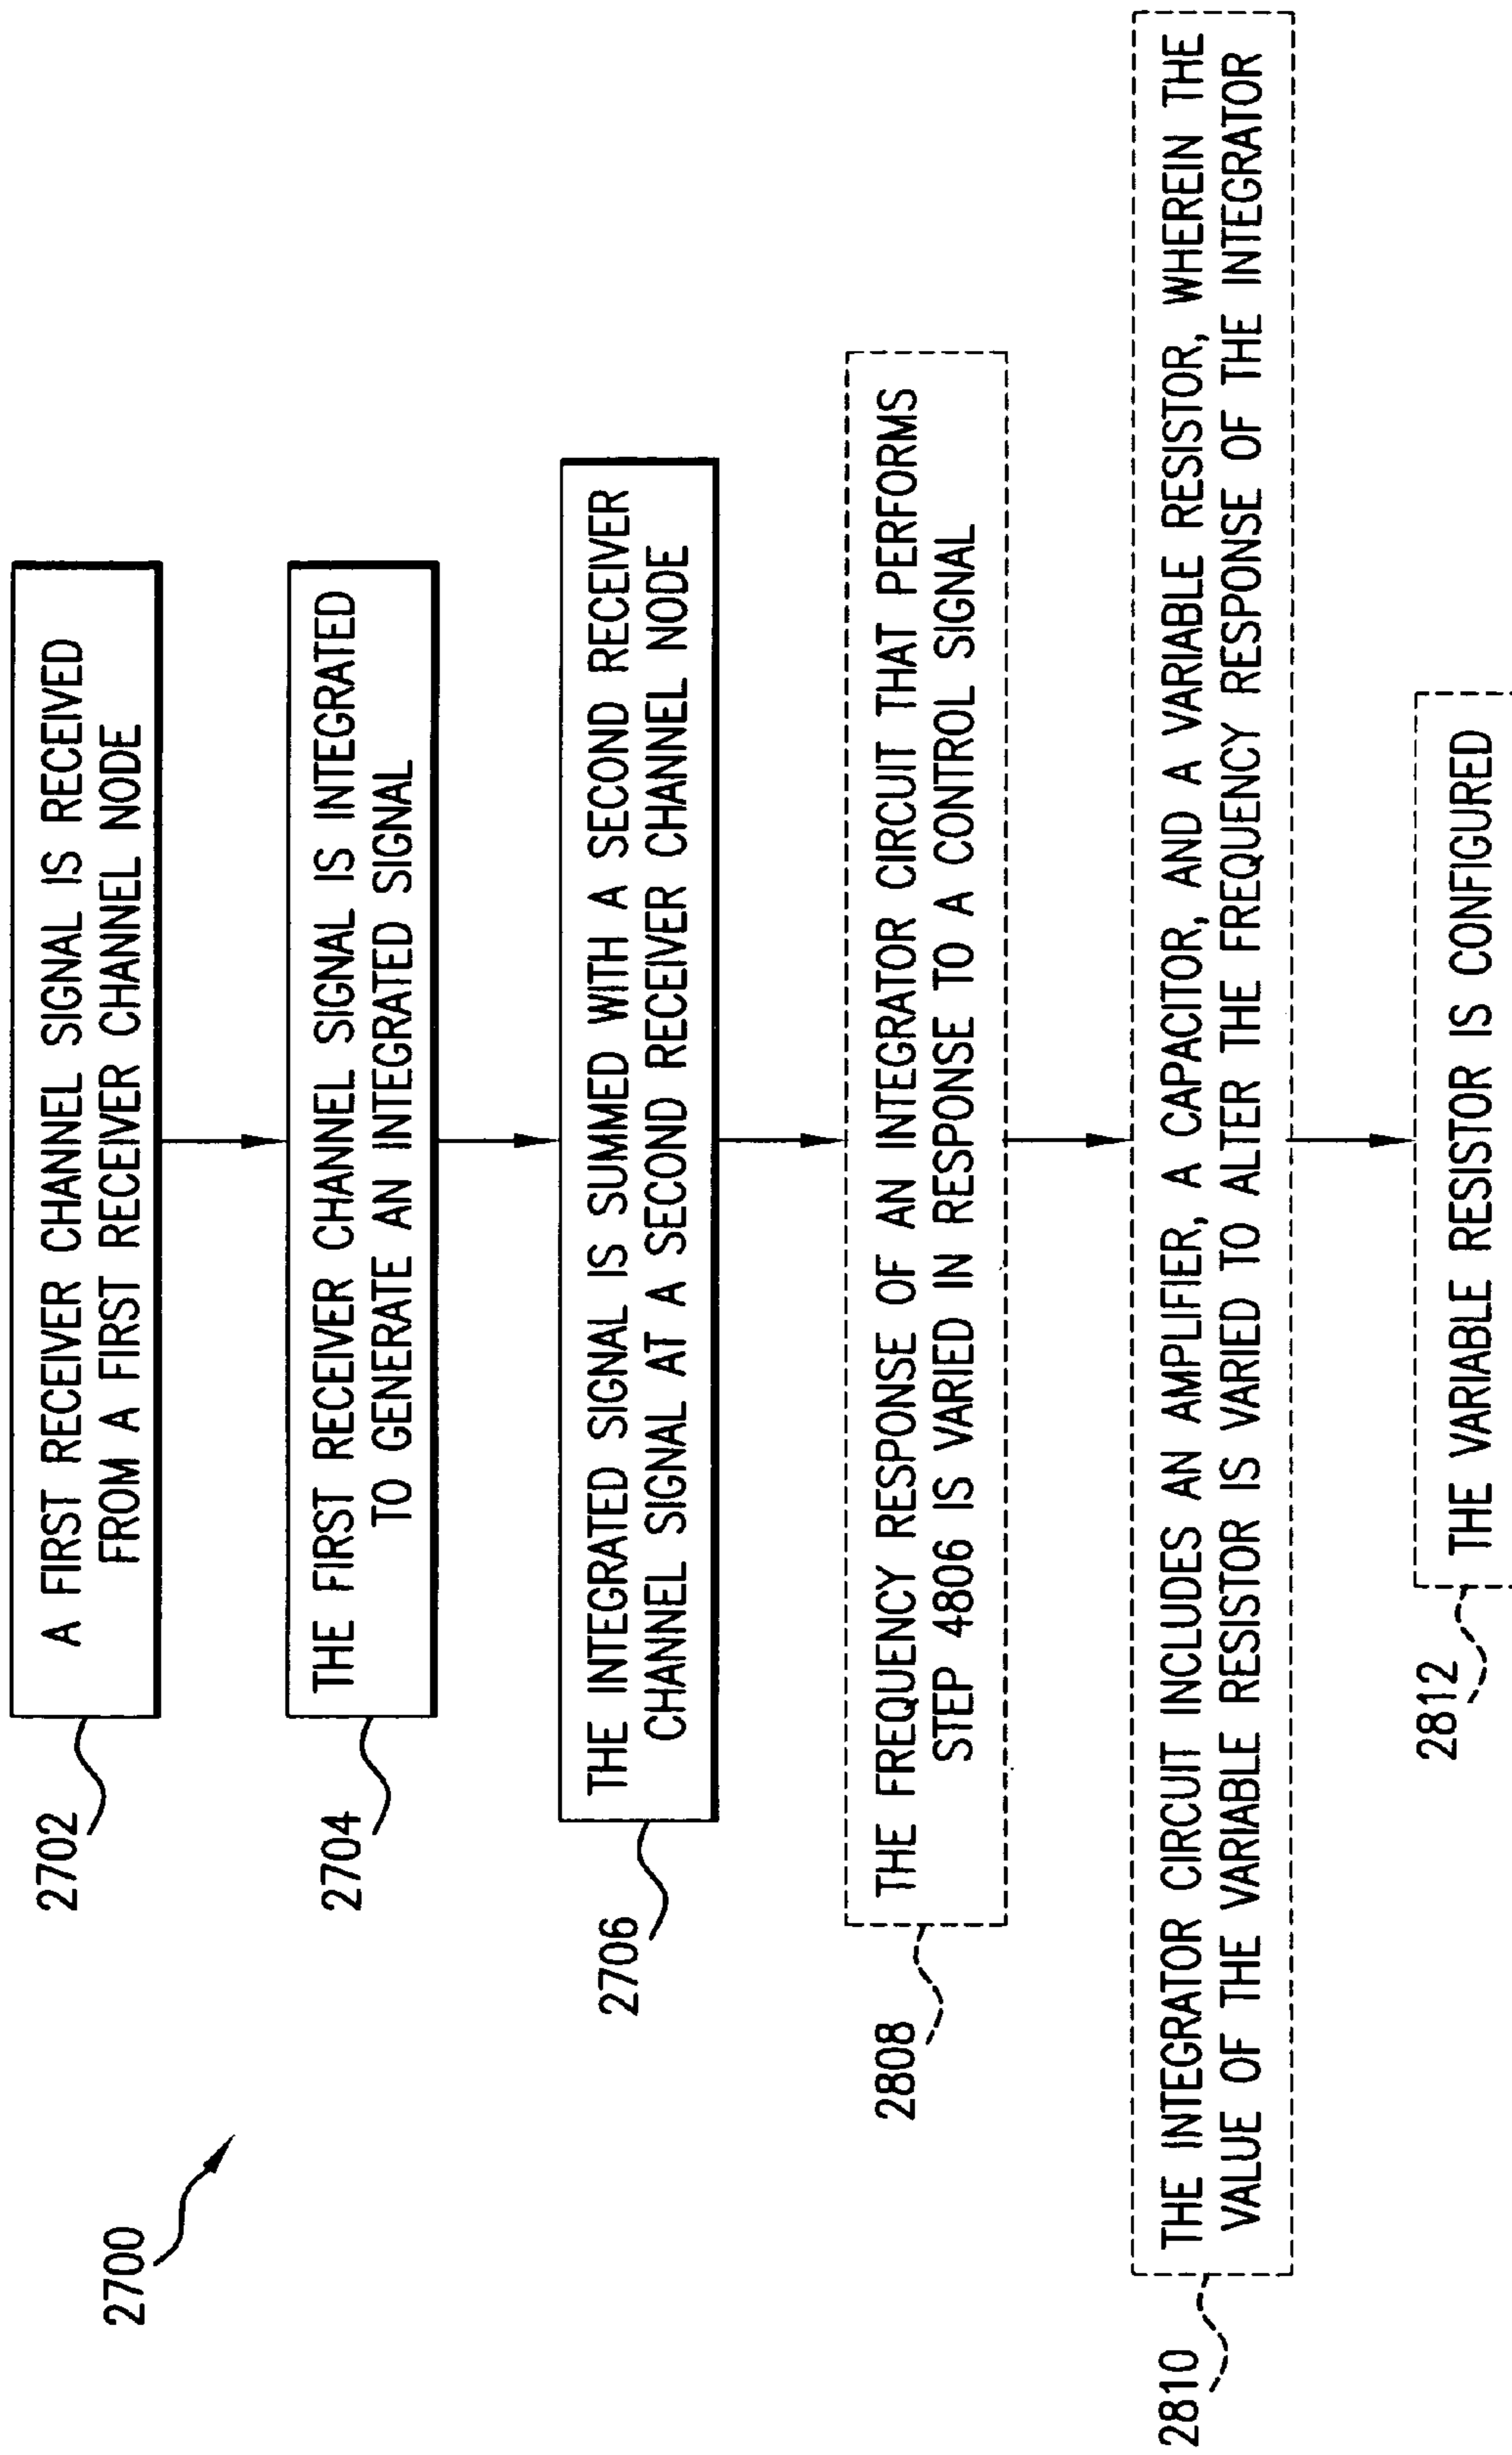 2700
2702
A FIRST RECEIVER CHANNEL SIGNAL IS RECEIVED
FROM A FIRST RECEIVER CHANNEL NODE
2704
THE FIRST RECEIVER CHANNEL SIGNAL IS INTEGRATED
TO GENERATE AN INTEGRATED SIGNAL
2706
THE INTEGRATED SIGNAL IS SUMMED WITH A SECOND RECEIVER
CHANNEL SIGNAL AT A SECOND RECEIVER CHANNEL NODE
2808
THE FREQUENCY RESPONSE OF AN INTEGRATOR CIRCUIT THAT PERFORMS
STEP 4806 IS VARIED IN RESPONSE TO A CONTROL SIGNAL
2810
THE INTEGRATOR CIRCUIT INCLUDES AN AMPLIFIER, A CAPACITOR, AND A VARIABLE RESISTOR, WHEREIN THE
VALUE OF THE VARIABLE RESISTOR IS VARIED TO ALTER THE FREQUENCY RESPONSE OF THE INTEGRATOR
2812
THE VARIABLE RESISTOR IS CONFIGURED